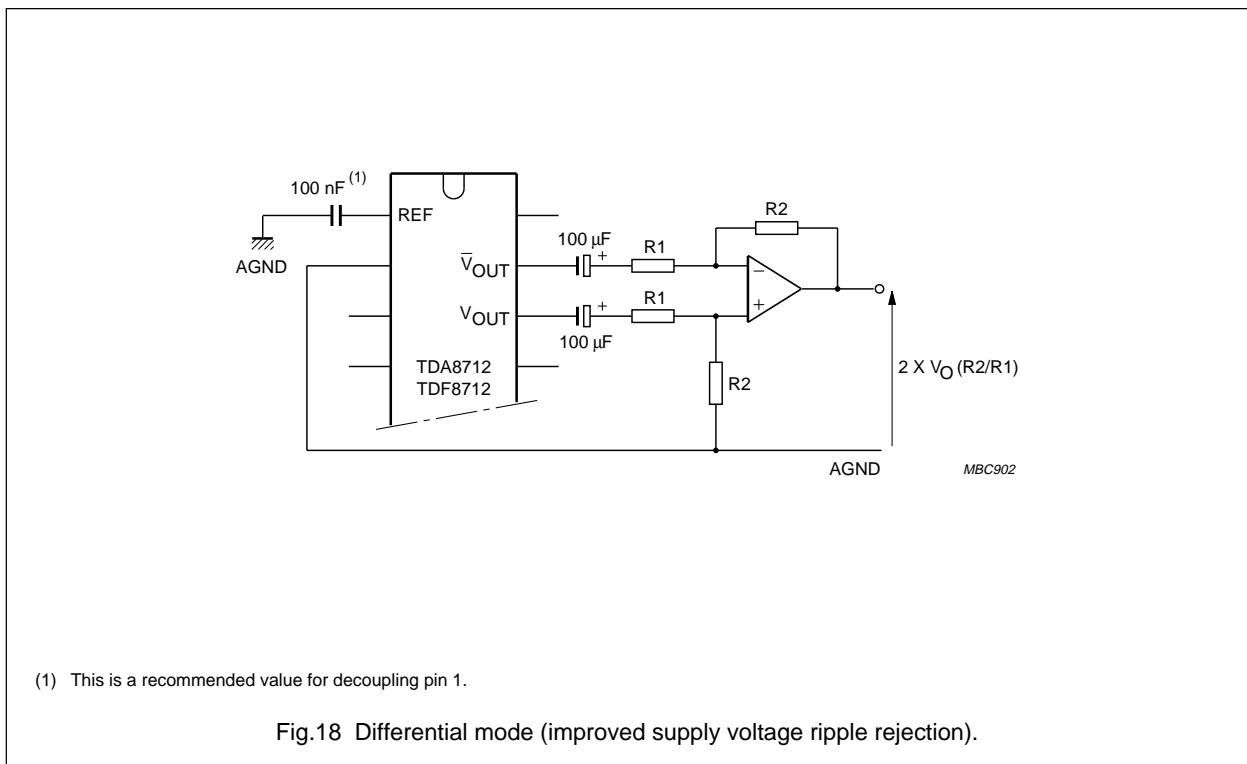 100 nF (1)
REF
AGND
V̅OUT
VOUT
100 μF
+
R1
R2
−
+
100 μF
+
R1
R2
TDA8712
TDF8712
2 X VO (R2/R1)
AGND
MBC902
(1) This is a recommended value for decoupling pin 1.
Fig.18 Differential mode (improved supply voltage ripple rejection).